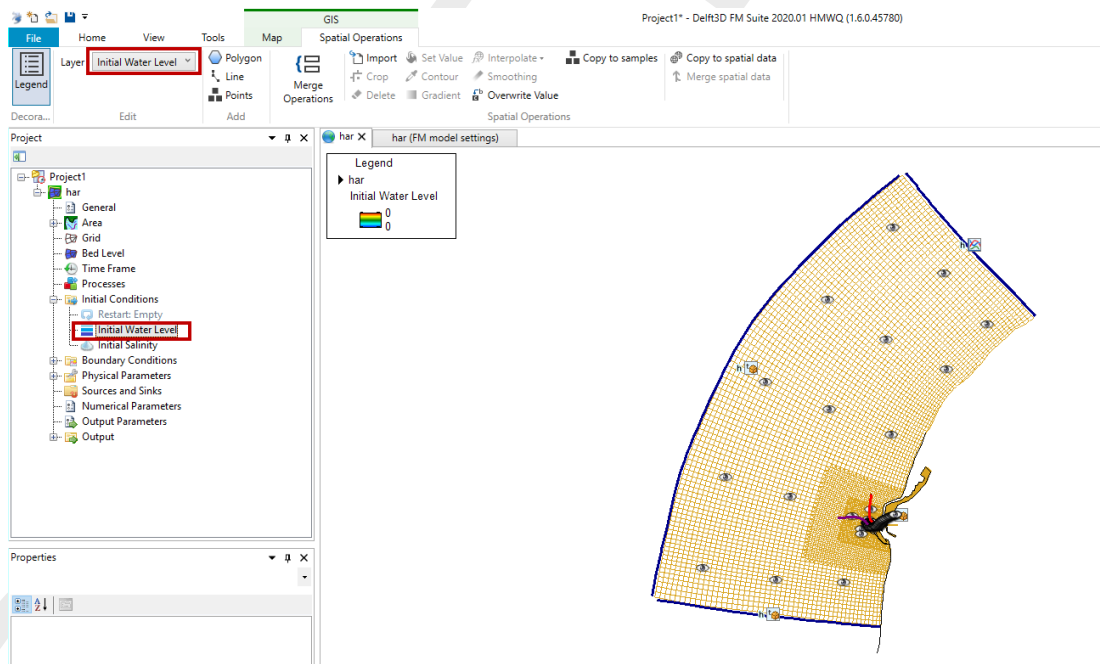 GIS
Project1* - Delft3D FM Suite 2020.01 HMWQ (1.6.0.45780)
File Home View Tools Map Spatial Operations
Legend
Layer Initial Water Level
Polygon
Line
Points
Merge Operations
Import Set Value Interpolate Copy to samples Copy to spatial data
Crop Contour Smoothing Merge spatial data
Delete Gradient Overwrite Value
Decora... Edit Add Spatial Operations
Project
har har (FM model settings)
Project1
har
General
Area
Grid
Bed Level
Time Frame
Processes
Initial Conditions
Restart: Empty
Initial Water Level
Initial Salinity
Boundary Conditions
Physical Parameters
Sources and Sinks
Numerical Parameters
Output Parameters
Output
Legend
har
Initial Water Level
0
0
h
h
h
Properties